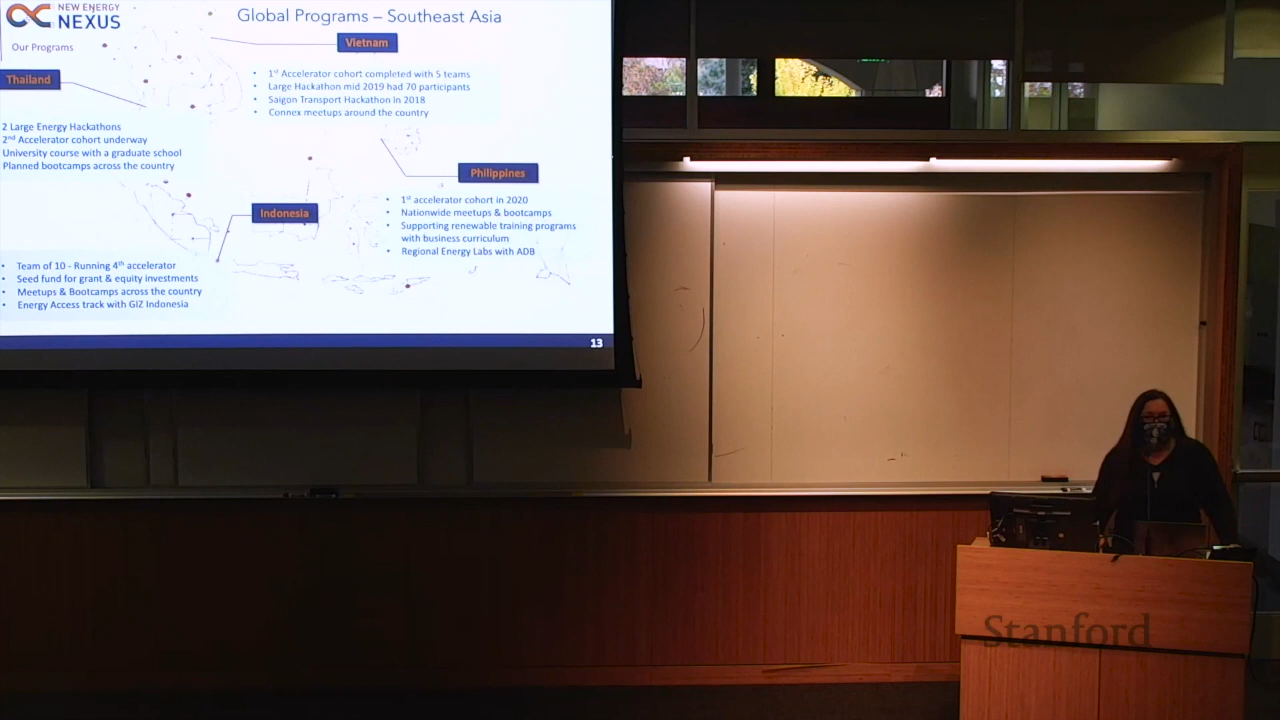 NEW ENERGY
NEXUS
Global Programs – Southeast Asia
Our Programs
Vietnam
• 1st Accelerator cohort completed with 5 teams
• Large Hackathon mid 2019 had 70 participants
• Saigon Transport Hackathon in 2018
• Connex meetups around the country
Thailand
2 Large Energy Hackathons
2nd Accelerator cohort underway
University course with a graduate school
Planned bootcamps across the country
Philippines
• 1st accelerator cohort in 2020
• Nationwide meetups & bootcamps
• Supporting renewable training programs
with business curriculum
• Regional Energy Labs with ADB
Indonesia
• Team of 10 - Running 4th accelerator
• Seed fund for grant & equity investments
• Meetups & Bootcamps across the country
• Energy Access track with GIZ Indonesia
13
Stanford